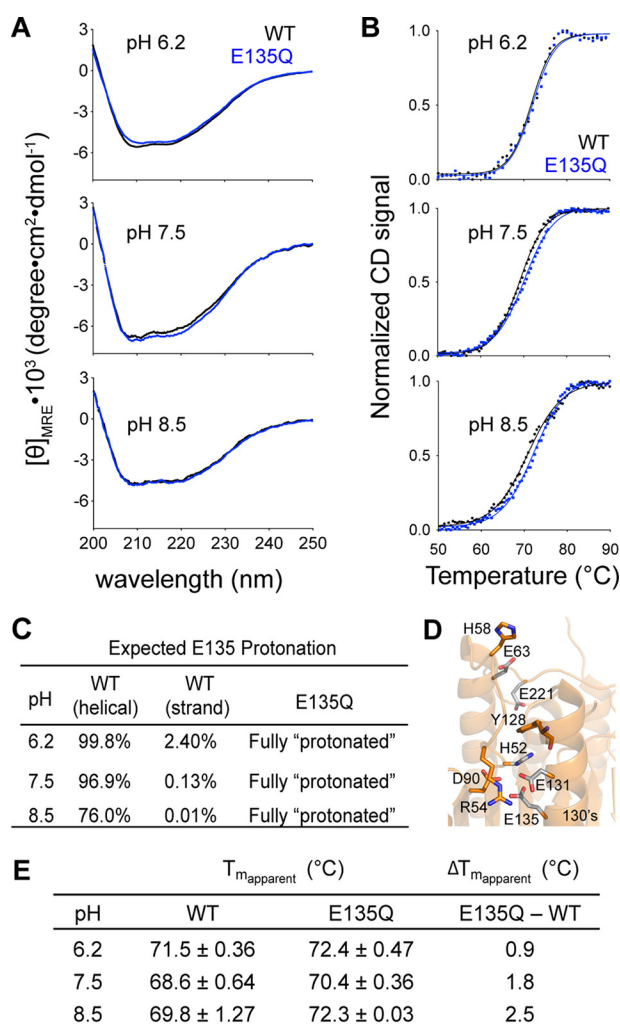 A
3
0
-3
-6
pH 6.2
WT
E135Q
3
0
-3
-6
pH 7.5
3
0
-3
-6
pH 8.5
200 210 220 230 240 250
wavelength (nm)
[θ]MRE•10³ (degree•cm²•dmol⁻¹)
B
1.0
0.5
0.0
pH 6.2
WT
E135Q
1.0
0.5
0.0
pH 7.5
1.0
0.5
0.0
pH 8.5
50 60 70 80 90
Temperature (°C)
Normalized CD signal
C
Expected E135 Protonation
pH WT (helical) WT (strand) E135Q
6.2 99.8% 2.40% Fully “protonated”
7.5 96.9% 0.13% Fully “protonated”
8.5 76.0% 0.01% Fully “protonated”
D
H58
E63
E221
Y128
H52
D90
E131
R54
E135
130's
E
Tmapparent (°C) ΔTmapparent (°C)
pH WT E135Q E135Q – WT
6.2 71.5 ± 0.36 72.4 ± 0.47 0.9
7.5 68.6 ± 0.64 70.4 ± 0.36 1.8
8.5 69.8 ± 1.27 72.3 ± 0.03 2.5